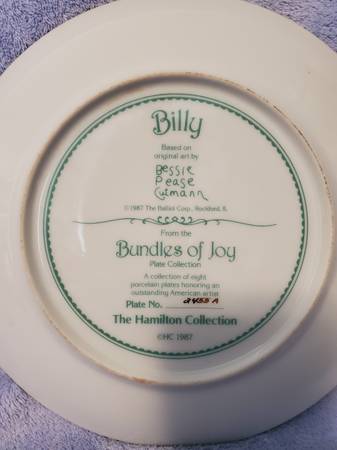 Billy
Based on
original art by
Bessie
Pease
Gutmann
©1987 The Balliol Corp., Rockford, IL
From the
Bundles of Joy
Plate Collection
A collection of eight
porcelain plates honoring an
outstanding American artist
Plate No. 2455 A
The Hamilton Collection
©HC 1987